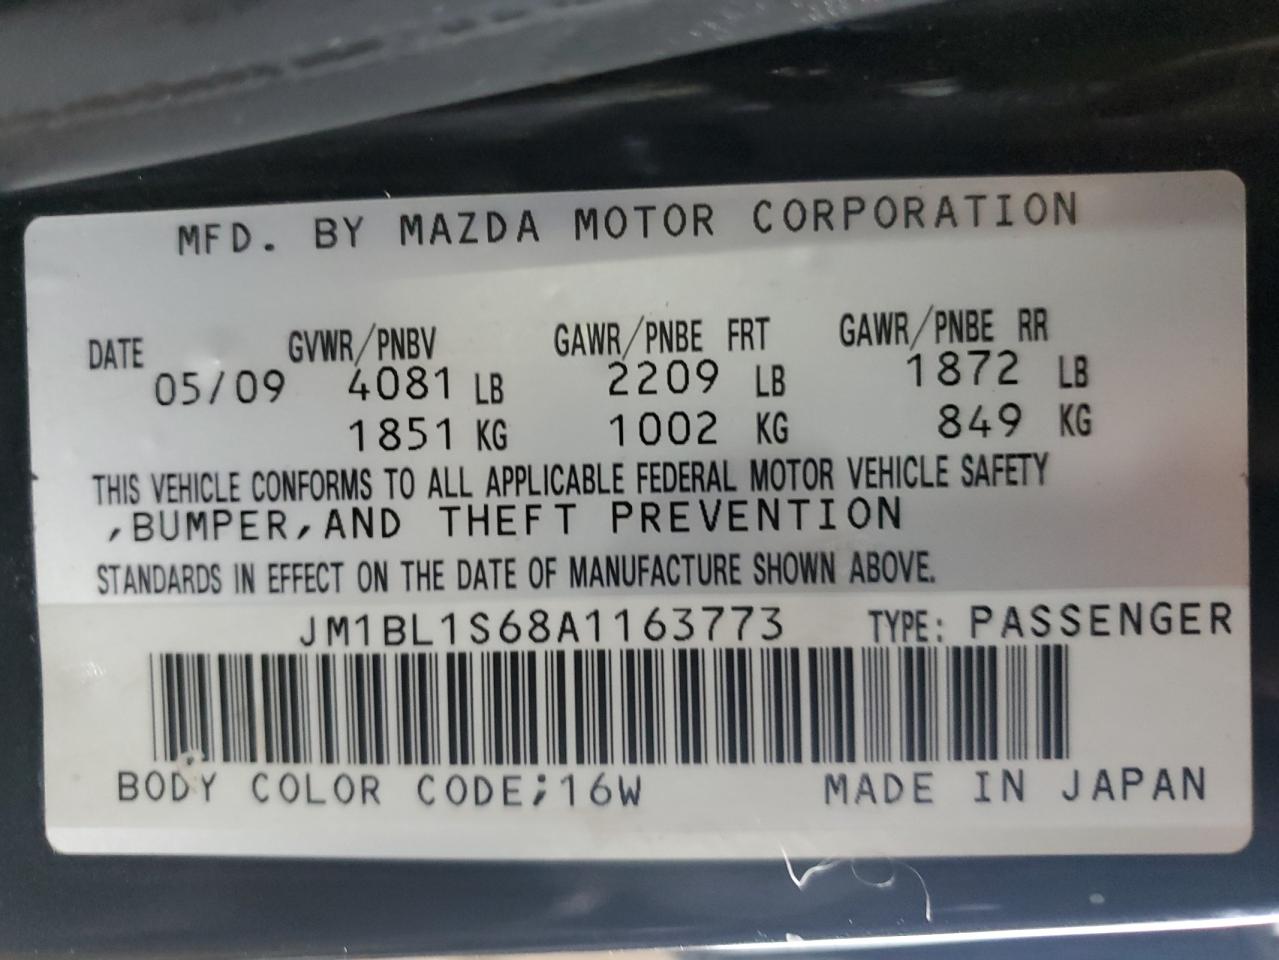 MFD. BY MAZDA MOTOR CORPORATION
DATE GVWR/PNBV GAWR/PNBE FRT GAWR/PNBE RR
05/09 4081 LB 2209 LB 1872 LB
1851 KG 1002 KG 849 KG
THIS VEHICLE CONFORMS TO ALL APPLICABLE FEDERAL MOTOR VEHICLE SAFETY
,BUMPER,AND THEFT PREVENTION
STANDARDS IN EFFECT ON THE DATE OF MANUFACTURE SHOWN ABOVE.
JM1BL1S68A1163773 TYPE: PASSENGER
BODY COLOR CODE;16W MADE IN JAPAN